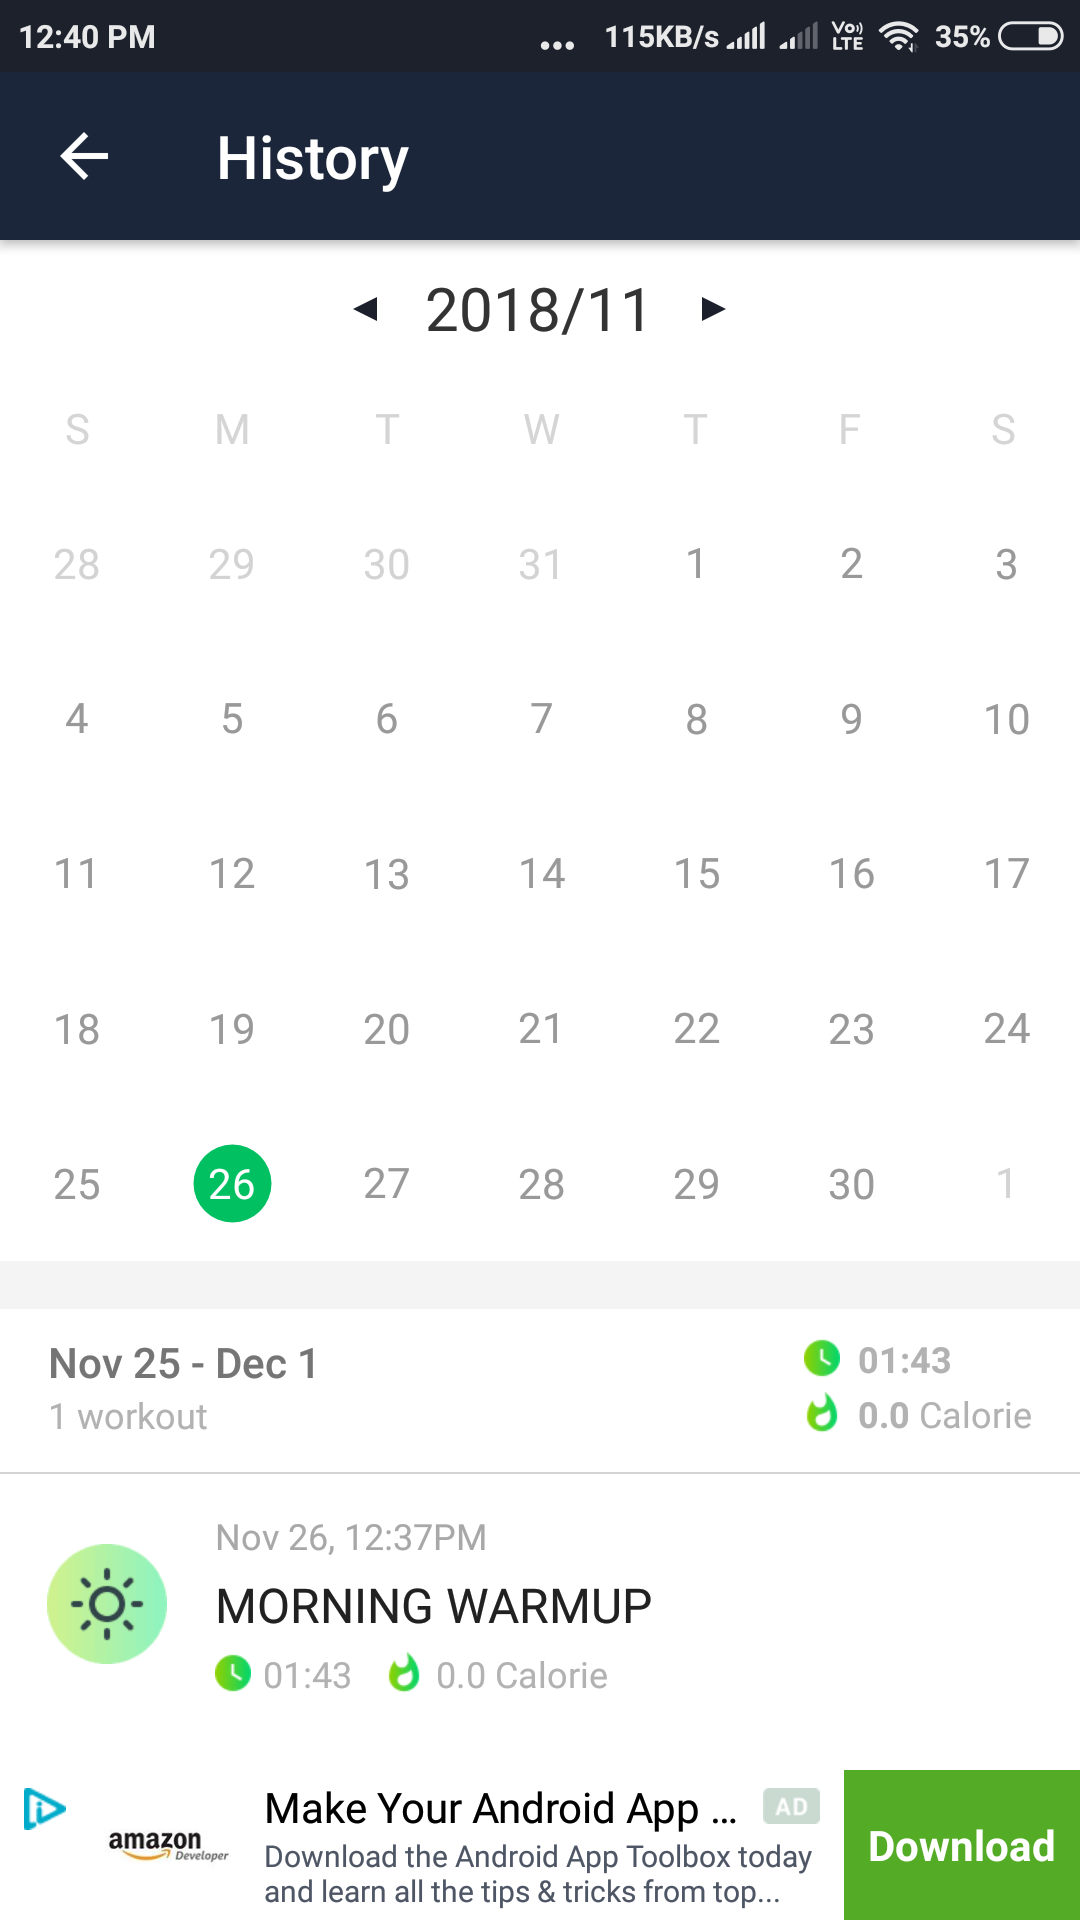 12:40 PM ... 115KB/s VoLTE 35%
History
◄ 2018/11 ►
S M T W T F S
28 29 30 31 1 2 3
4 5 6 7 8 9 10
11 12 13 14 15 16 17
18 19 20 21 22 23 24
25 26 27 28 29 30 1
Nov 25 - Dec 1 01:43
1 workout 0.0 Calorie
Nov 26, 12:37PM
MORNING WARMUP
01:43 0.0 Calorie
Make Your Android App ... AD
amazon Developer
Download the Android App Toolbox today
and learn all the tips & tricks from top...
Download